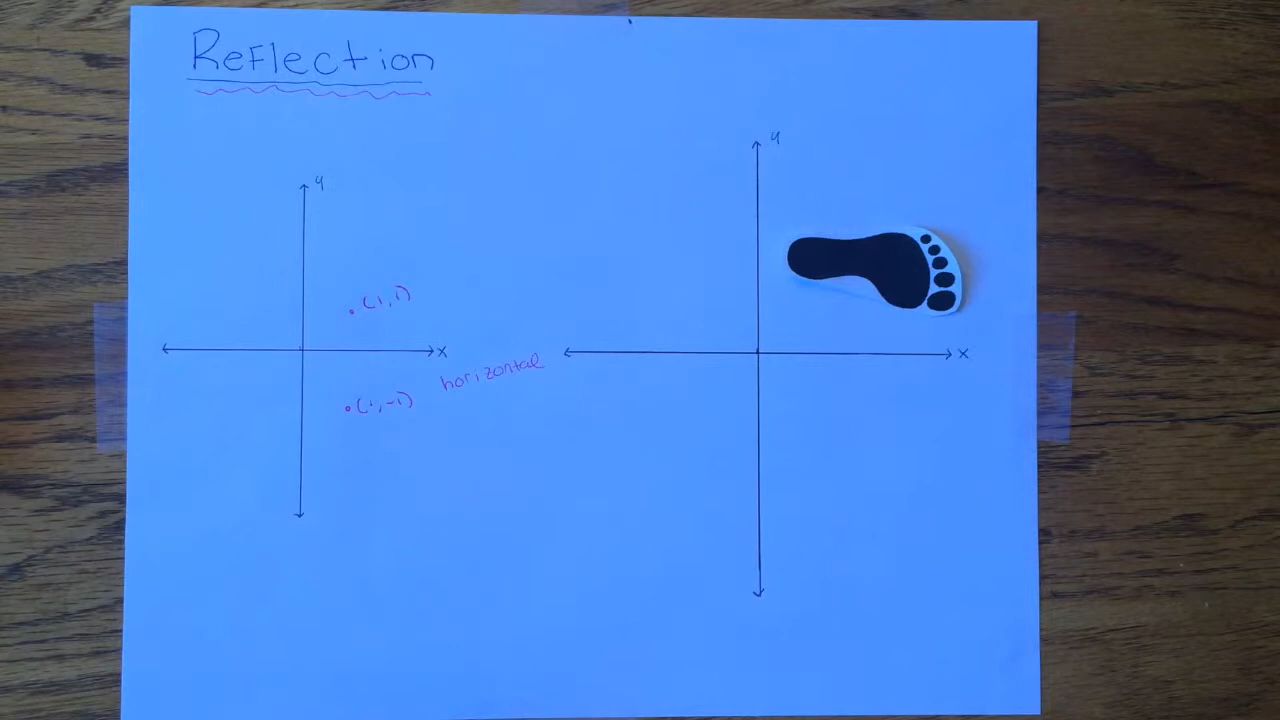 Reflection
y
(1,1)
x
horizontal
(1,-1)
y
x